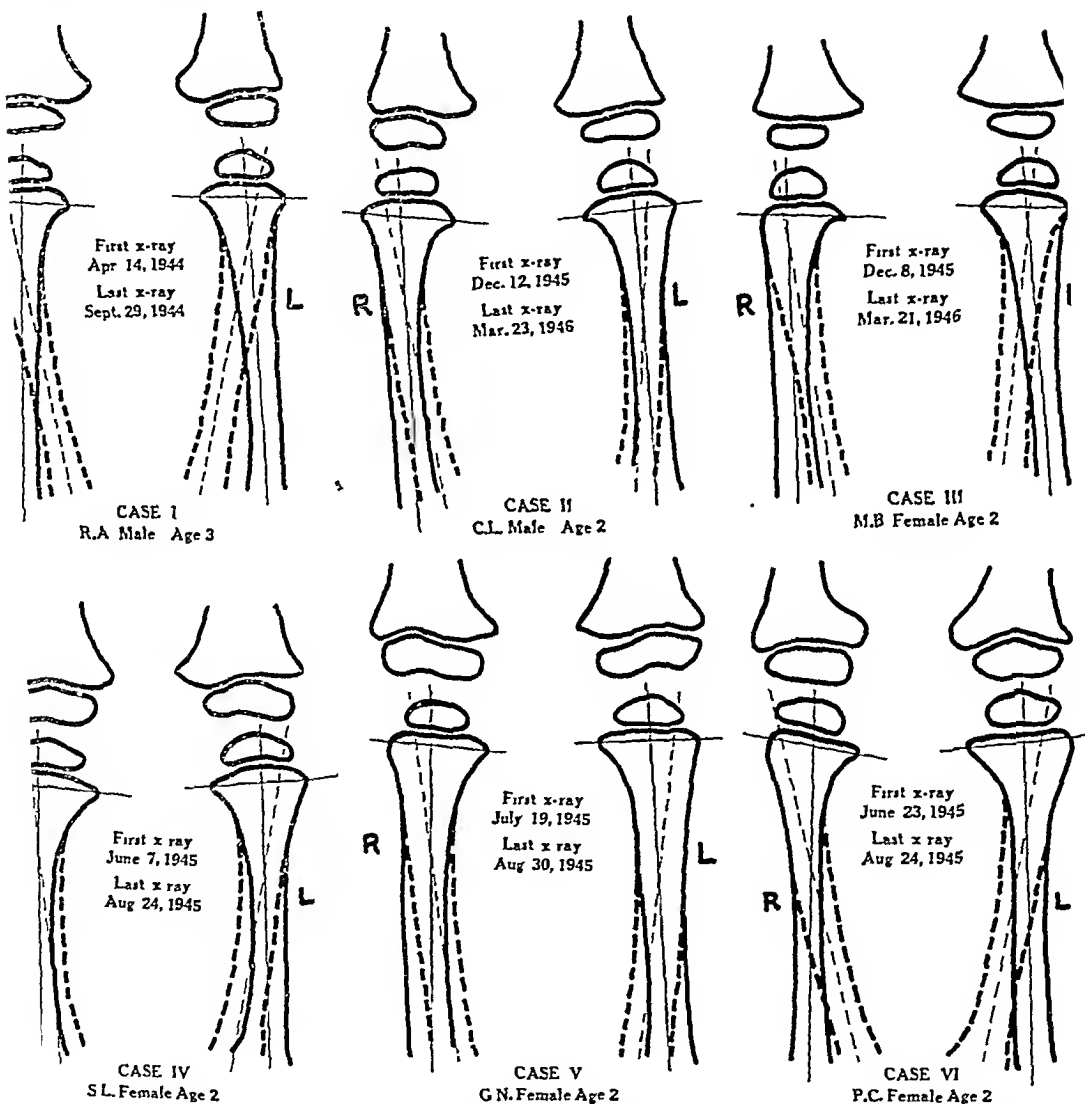 First x-ray
Apr 14, 1944
Last x-ray
Sept. 29, 1944
L
CASE I
R.A Male Age 3
R
First x-ray
Dec. 12, 1945
Last x-ray
Mar. 23, 1946
L
CASE II
C.L. Male Age 2
R
First x-ray
Dec. 8, 1945
Last x-ray
Mar. 21, 1946
CASE III
M.B Female Age 2
First x ray
June 7, 1945
Last x ray
Aug 24, 1945
L
CASE IV
S L. Female Age 2
R
First x-ray
July 19, 1945
Last x ray
Aug 30, 1945
L
CASE V
G N. Female Age 2
R
First x-ray
June 23, 1945
Last x ray
Aug 24, 1945
L
CASE VI
P.C. Female Age 2